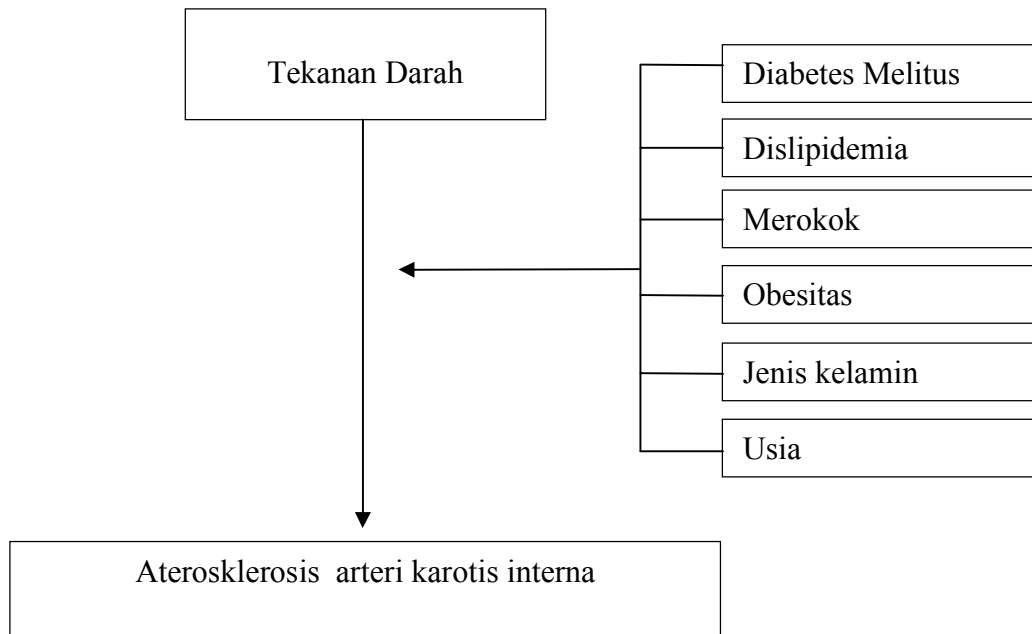 Tekanan Darah
Diabetes Melitus
Dislipidemia
Merokok
Obesitas
Jenis kelamin
Usia
Aterosklerosis arteri karotis interna